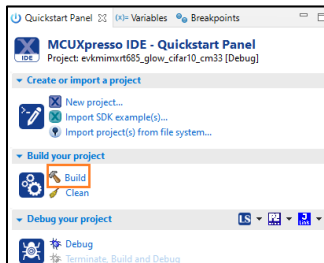 Quickstart Panel (x)= Variables Breakpoints
IDE
MCUXpresso IDE - Quickstart Panel
Project: evkmimxrt685_glow_cifar10_cm33 [Debug]
Create or import a project
New project...
Import SDK example(s)...
Import project(s) from file system...
Build your project
Build
Clean
Debug your project
LS
Debug
Terminate, Build and Debug